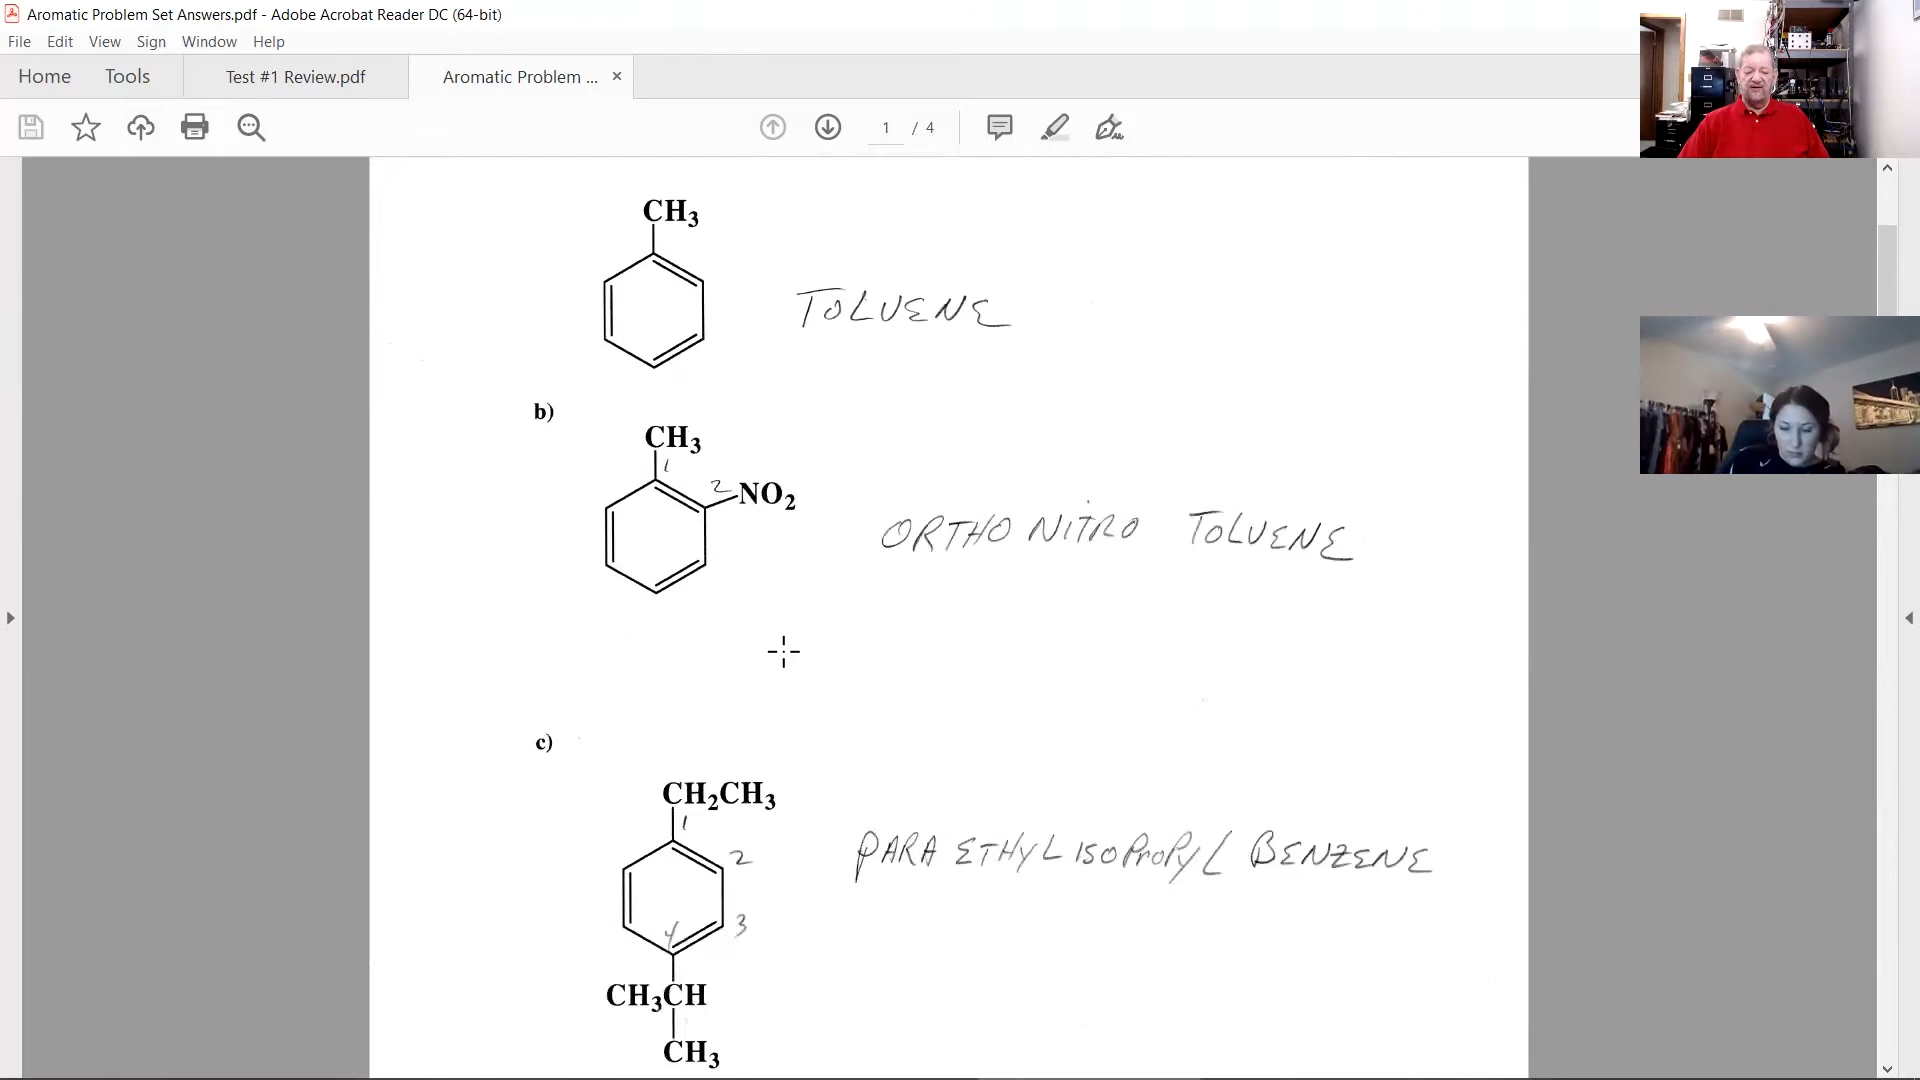 Aromatic Problem Set Answers.pdf - Adobe Acrobat Reader DC (64-bit)
File Edit View Sign Window Help
Home Tools Test #1 Review.pdf Aromatic Problem ... ×
1 / 4
CH3
TOLUENE
b)
CH3
1
2 NO2
ORTHO NITRO TOLUENE
c)
CH2CH3
1
2
PARA ETHYL ISOPROPYL BENZENE
4 3
CH3CH
CH3